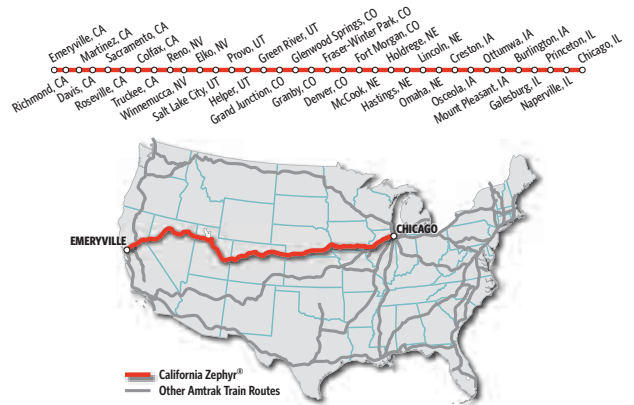 Emeryville, CA
Richmond, CA
Martinez, CA
Davis, CA
Sacramento, CA
Roseville, CA
Colfax, CA
Truckee, CA
Reno, NV
Winnemucca, NV
Elko, NV
Salt Lake City, UT
Provo, UT
Helper, UT
Green River, UT
Grand Junction, CO
Glenwood Springs, CO
Granby, CO
Fraser-Winter Park, CO
Denver, CO
Fort Morgan, CO
McCook, NE
Holdrege, NE
Hastings, NE
Lincoln, NE
Omaha, NE
Creston, IA
Osceola, IA
Ottumwa, IA
Mount Pleasant, IA
Burlington, IA
Galesburg, IL
Princeton, IL
Naperville, IL
Chicago, IL
EMERYVILLE
CHICAGO
California Zephyr®
Other Amtrak Train Routes